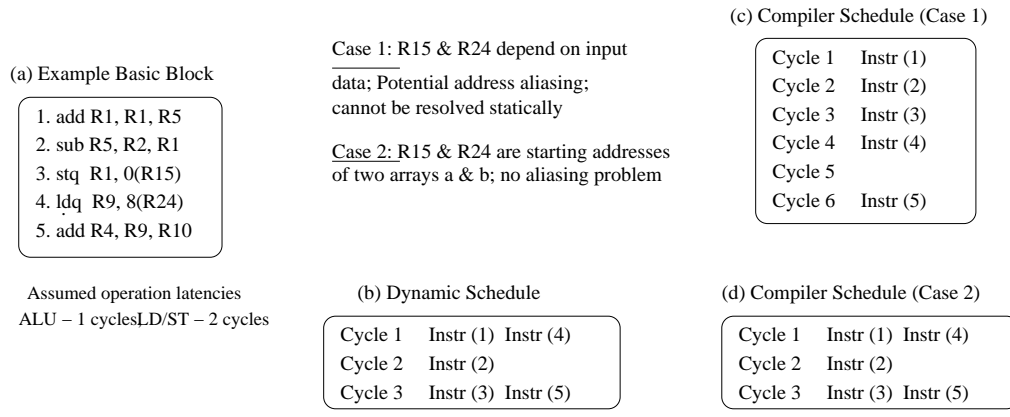 (a) Example Basic Block
1. add R1, R1, R5
2. sub R5, R2, R1
3. stq R1, 0(R15)
4. ldq R9, 8(R24)
5. add R4, R9, R10
Assumed operation latencies
ALU – 1 cycles,LD/ST – 2 cycles
Case 1: R15 & R24 depend on input
data; Potential address aliasing;
cannot be resolved statically
Case 2: R15 & R24 are starting addresses
of two arrays a & b; no aliasing problem
(b) Dynamic Schedule
Cycle 1 Instr (1) Instr (4)
Cycle 2 Instr (2)
Cycle 3 Instr (3) Instr (5)
(c) Compiler Schedule (Case 1)
Cycle 1 Instr (1)
Cycle 2 Instr (2)
Cycle 3 Instr (3)
Cycle 4 Instr (4)
Cycle 5
Cycle 6 Instr (5)
(d) Compiler Schedule (Case 2)
Cycle 1 Instr (1) Instr (4)
Cycle 2 Instr (2)
Cycle 3 Instr (3) Instr (5)